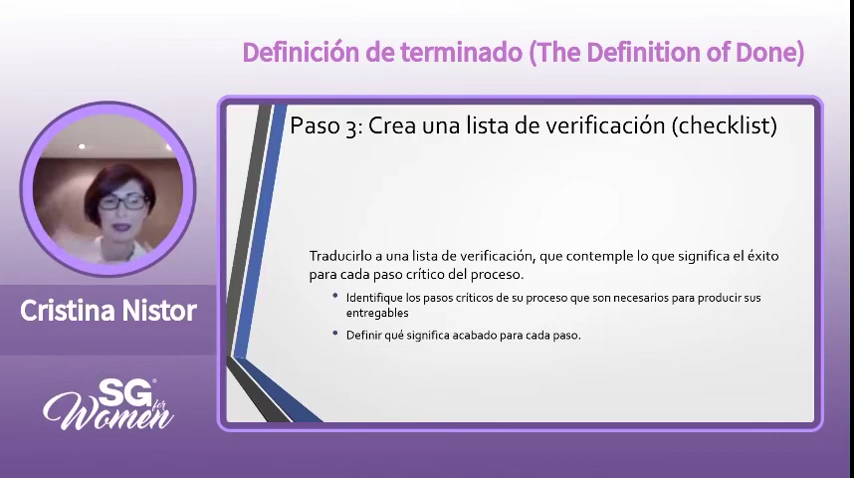 Definición de terminado (The Definition of Done)
Paso 3: Crea una lista de verificación (checklist)
Traducirlo a una lista de verificación, que contemple lo que significa el éxito
para cada paso crítico del proceso.
• Identifique los pasos críticos de su proceso que son necesarios para producir sus
entregables
• Definir qué significa acabado para cada paso.
Cristina Nistor
SG®
for
Women